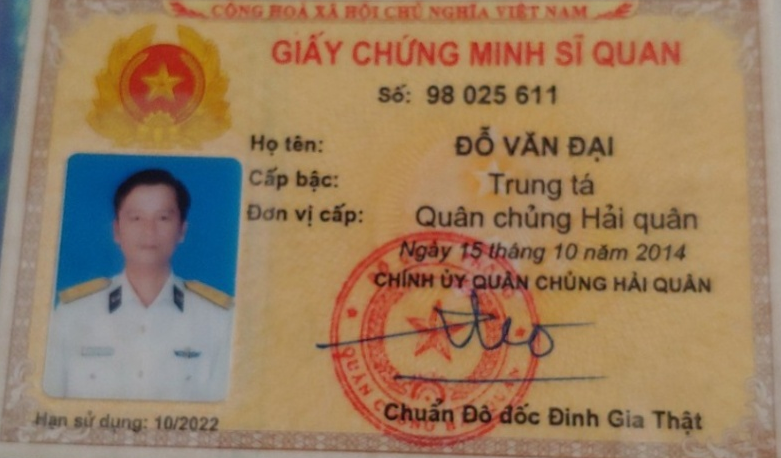 CỘNG HOÀ XÃ HỘI CHỦ NGHĨA VIỆT NAM
GIẤY CHỨNG MINH SĨ QUAN
Số: 98 025 611
Họ tên: ĐỖ VĂN ĐẠI
Cấp bậc: Trung tá
Đơn vị cấp: Quân chủng Hải quân
Ngày 15 tháng 10 năm 2014
CHÍNH ỦY QUÂN CHỦNG HẢI QUÂN
QUÂN CHỦNG
Chuẩn Đô đốc Đinh Gia Thật
Hạn sử dụng: 10/2022